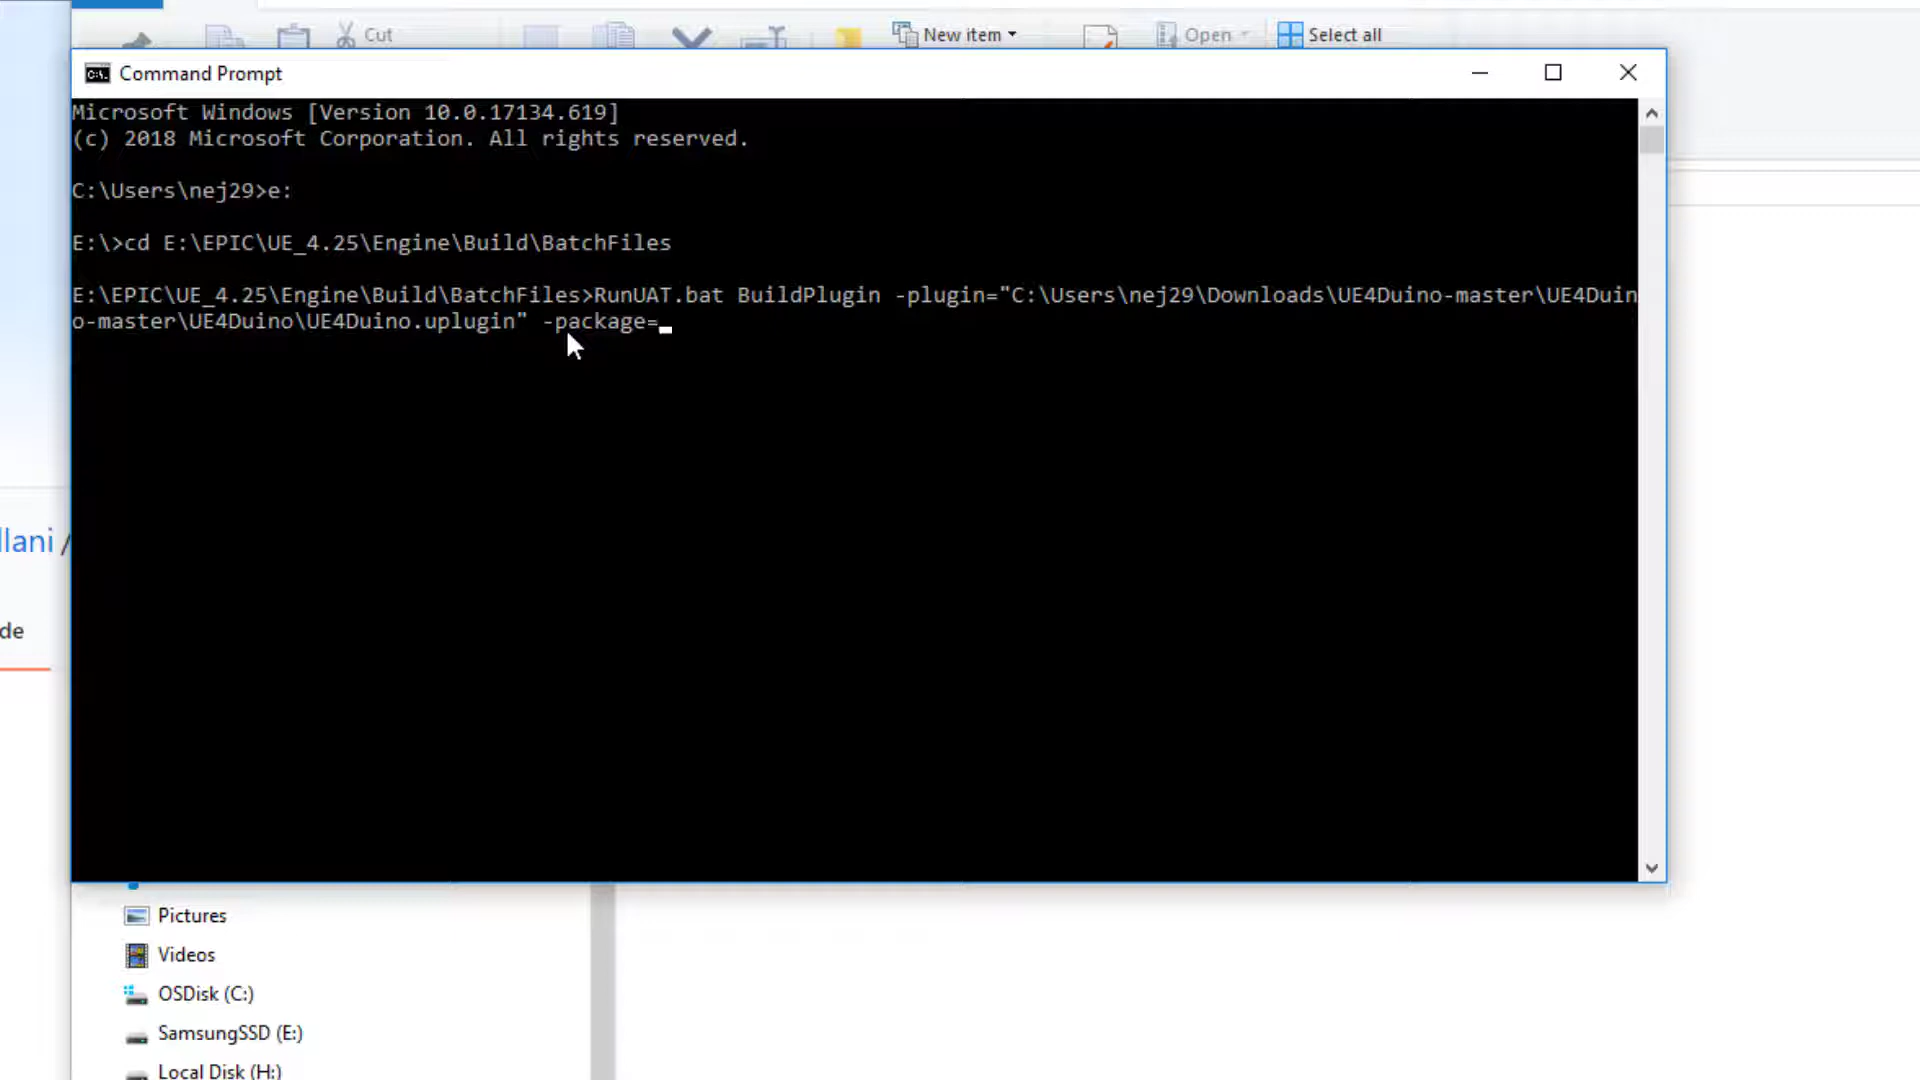 Cut
New item
Open
Select all
Command Prompt
Microsoft Windows [Version 10.0.17134.619]
(c) 2018 Microsoft Corporation. All rights reserved.
C:\Users\nej29>e:
E:\>cd E:\EPIC\UE_4.25\Engine\Build\BatchFiles
E:\EPIC\UE_4.25\Engine\Build\BatchFiles>RunUAT.bat BuildPlugin -plugin="C:\Users\nej29\Downloads\UE4Duino-master\UE4Duin
o-master\UE4Duino\UE4Duino.uplugin" -package=
llani /
de
Pictures
Videos
OSDisk (C:)
SamsungSSD (E:)
Local Disk (H:)